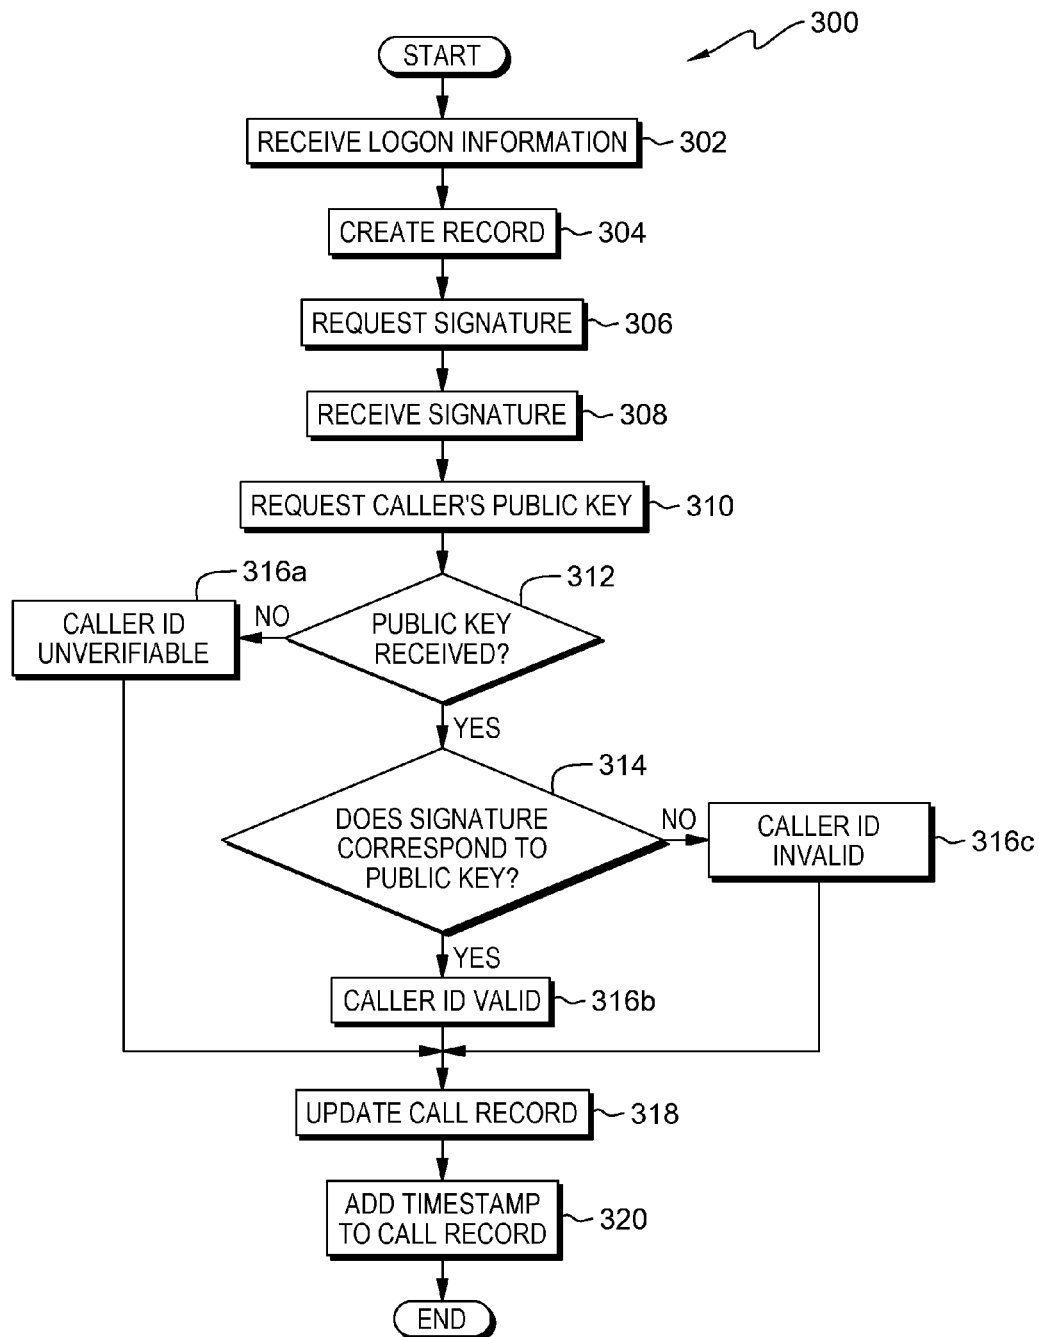 300
START
RECEIVE LOGON INFORMATION
302
CREATE RECORD
304
REQUEST SIGNATURE
306
RECEIVE SIGNATURE
308
REQUEST CALLER'S PUBLIC KEY
310
316a
312
CALLER ID
UNVERIFIABLE
NO
PUBLIC KEY
RECEIVED?
YES
314
DOES SIGNATURE
CORRESPOND TO
PUBLIC KEY?
NO
CALLER ID
INVALID
316c
YES
CALLER ID VALID
316b
UPDATE CALL RECORD
318
ADD TIMESTAMP
TO CALL RECORD
320
END